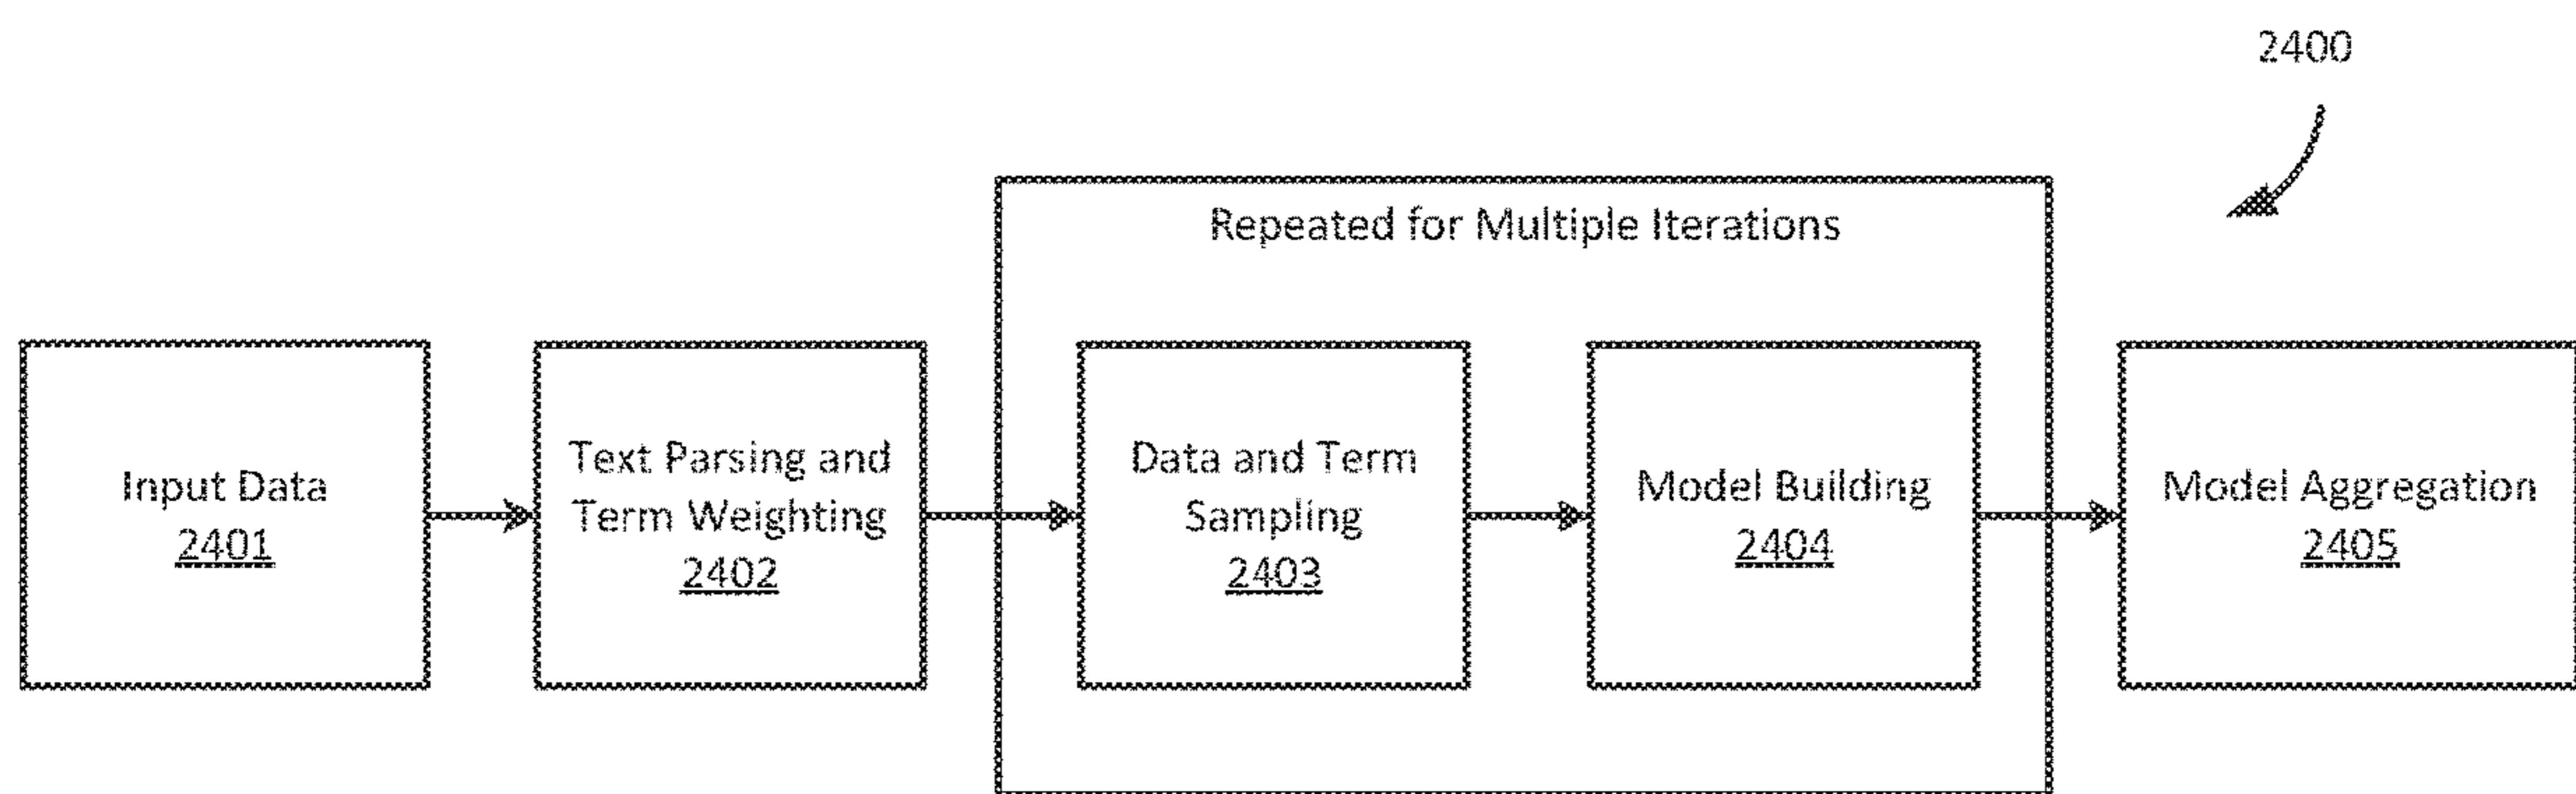 2400
Repeated for Multiple Iterations
Input Data
2401
Text Parsing and
Term Weighting
2402
Data and Term
Sampling
2403
Model Building
2404
Model Aggregation
2405